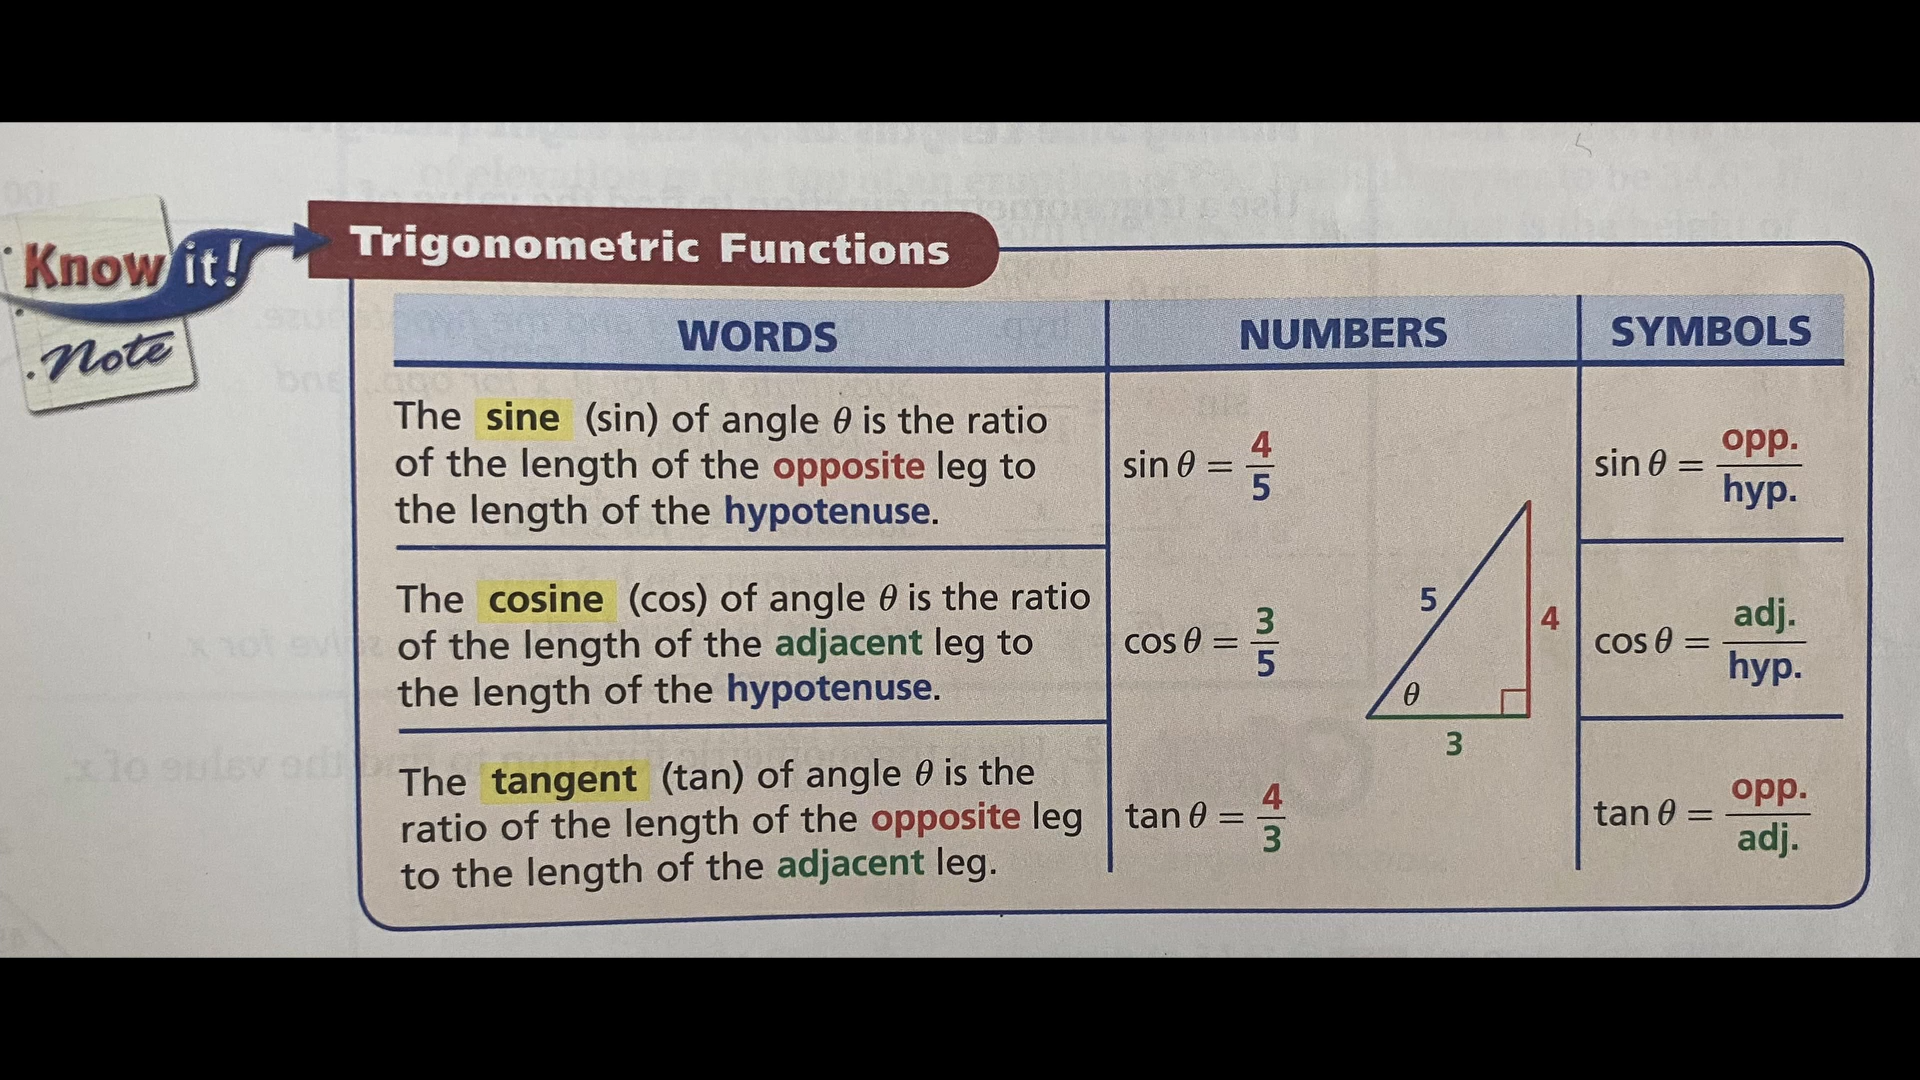 Know it!
Note
Trigonometric Functions
WORDS
NUMBERS
SYMBOLS
The sine (sin) of angle θ is the ratio
of the length of the opposite leg to
the length of the hypotenuse.
sin θ = 4/5
sin θ = opp./hyp.
The cosine (cos) of angle θ is the ratio
of the length of the adjacent leg to
the length of the hypotenuse.
cos θ = 3/5
cos θ = adj./hyp.
The tangent (tan) of angle θ is the
ratio of the length of the opposite leg
to the length of the adjacent leg.
tan θ = 4/3
5
4
θ
3
tan θ = opp./adj.